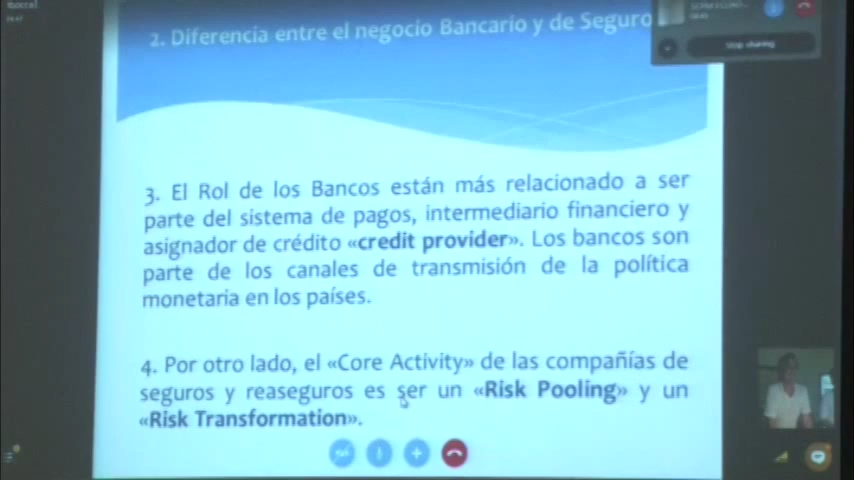 2. Diferencia entre el negocio Bancario y de Seguro
Stop sharing
3. El Rol de los Bancos están más relacionado a ser
parte del sistema de pagos, intermediario financiero y
asignador de crédito «credit provider». Los bancos son
parte de los canales de transmisión de la política
monetaria en los países.
4. Por otro lado, el «Core Activity» de las compañías de
seguros y reaseguros es ser un «Risk Pooling» y un
«Risk Transformation».